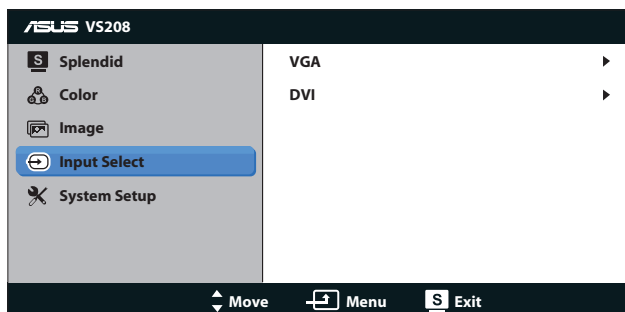 ASUS VS208
S Splendid
Color
Image
Input Select
System Setup
VGA
DVI
Move Menu S Exit